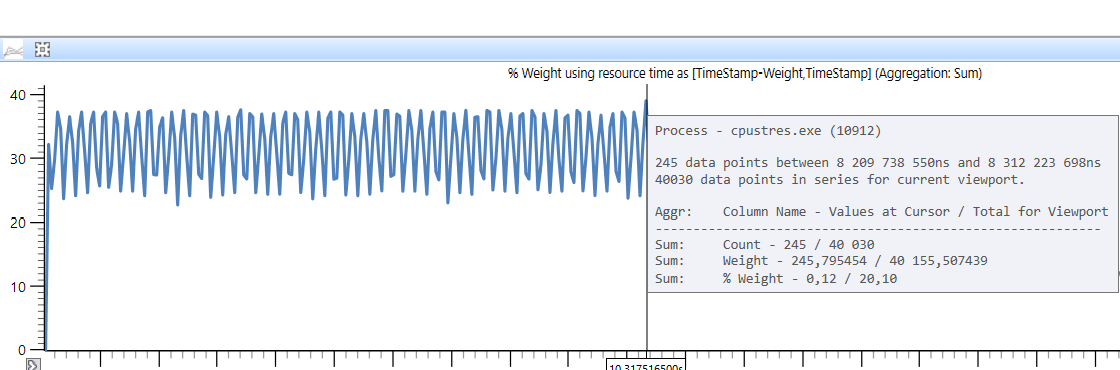 % Weight using resource time as [TimeStamp-Weight,TimeStamp] (Aggregation: Sum)
40
30
20
10
0
Process - cpustres.exe (10912)
245 data points between 8 209 738 550ns and 8 312 223 698ns
40030 data points in series for current viewport.
Aggr: Column Name - Values at Cursor / Total for Viewport
------------------------------------------------------------
Sum: Count - 245 / 40 030
Sum: Weight - 245,795454 / 40 155,507439
Sum: % Weight - 0,12 / 20,10
10.317516500s